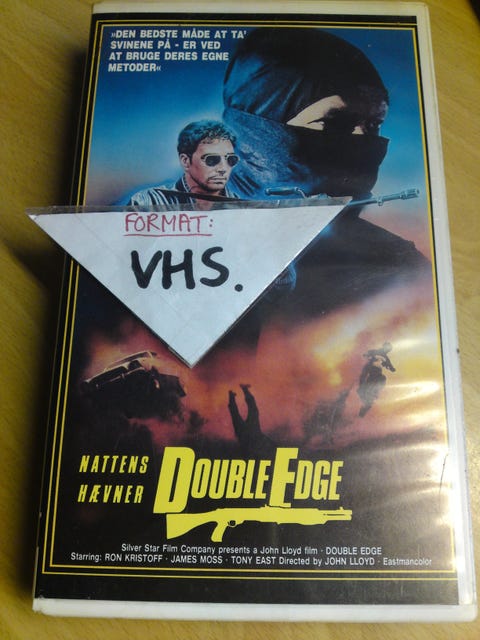 »DEN BEDSTE MÅDE AT TA'
SVINENE PÅ - ER VED
AT BRUGE DERES EGNE
METODER«
FORMAT:
VHS.
NATTENS
HÆVNER
DOUBLE EDGE
Silver Star Film Company presents a John Lloyd film · DOUBLE EDGE
Starring: RON KRISTOFF · JAMES MOSS · TONY EAST Directed by JOHN LLOYD · Eastmancolor